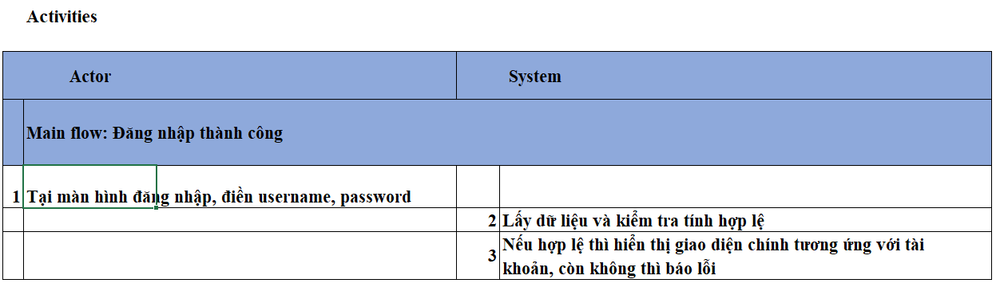 Activities
Actor
System
Main flow: Đăng nhập thành công
1 Tại màn hình đăng nhập, điền username, password
2 Lấy dữ liệu và kiểm tra tính hợp lệ
3 Nếu hợp lệ thì hiển thị giao diện chính tương ứng với tài
khoản, còn không thì báo lỗi